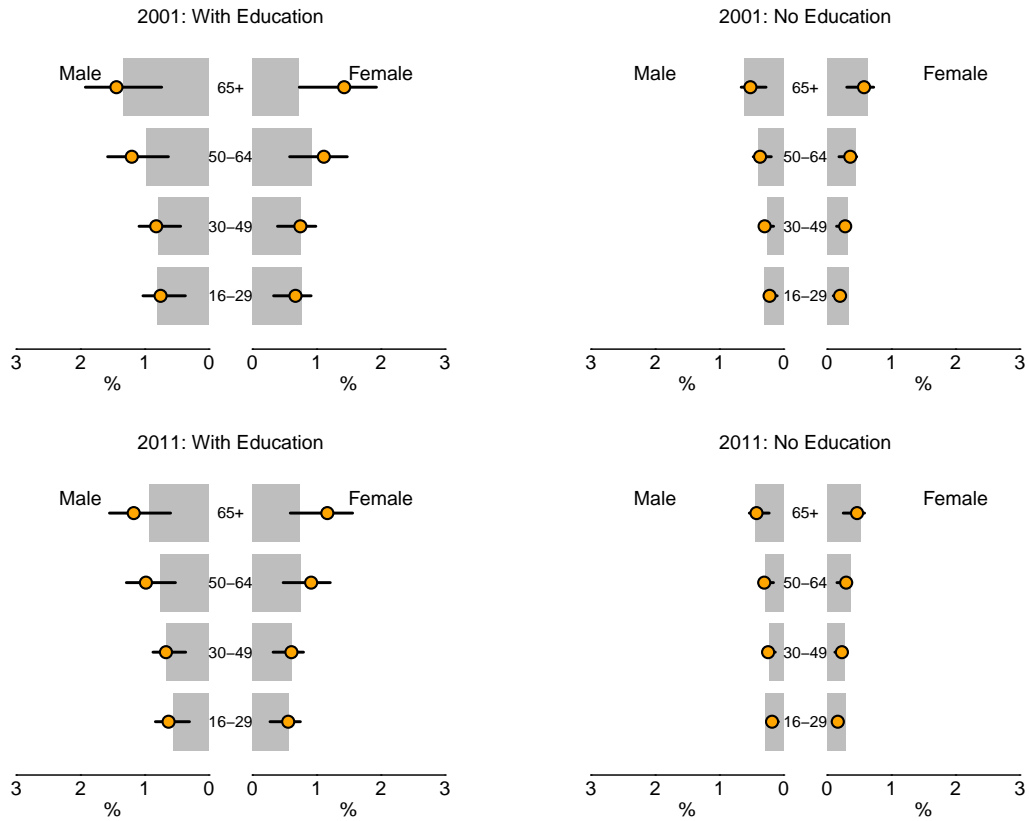 2001: With Education
Male
Female
65+
50−64
30−49
16−29
3 2 1 0 0 1 2 3
% %
2001: No Education
Male
Female
65+
50−64
30−49
16−29
3 2 1 0 0 1 2 3
% %
2011: With Education
Male
Female
65+
50−64
30−49
16−29
3 2 1 0 0 1 2 3
% %
2011: No Education
Male
Female
65+
50−64
30−49
16−29
3 2 1 0 0 1 2 3
% %